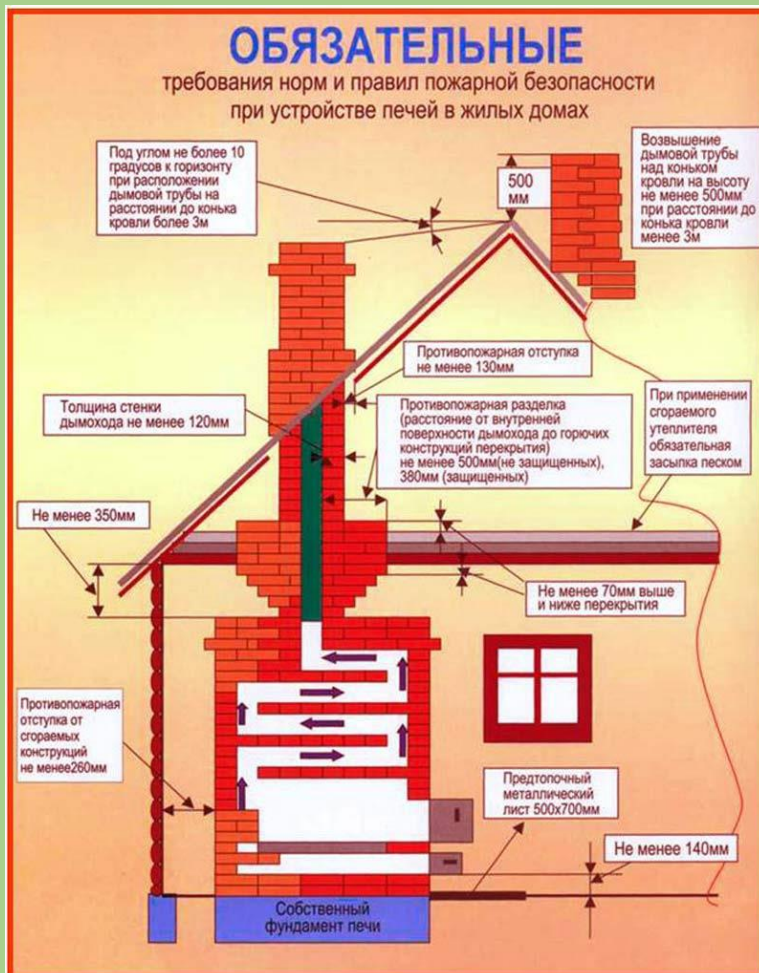 ОБЯЗАТЕЛЬНЫЕ
требования норм и правил пожарной безопасности
при устройстве печей в жилых домах
Под углом не более 10
градусов к горизонту
при расположении
дымовой трубы на
расстоянии до конька
кровли более 3м
500
мм
Возвышение
дымовой трубы
над коньком
кровли на высоту
не менее 500мм
при расстоянии до
конька кровли
менее 3м
Противопожарная отступка
не менее 130мм
Толщина стенки
дымохода не менее 120мм
Противопожарная разделка
(расстояние от внутренней
поверхности дымохода до горючих
конструкций перекрытия)
не менее 500мм(не защищенных),
380мм (защищенных)
При применении
сгораемого
утеплителя
обязательная
засыпка песком
Не менее 350мм
Не менее 70мм выше
и ниже перекрытия
Противопожарная
отступка от
сгораемых
конструкций
не менее260мм
Предтопочный
металлический
лист 500х700мм
Не менее 140мм
Собственный
фундамент печи